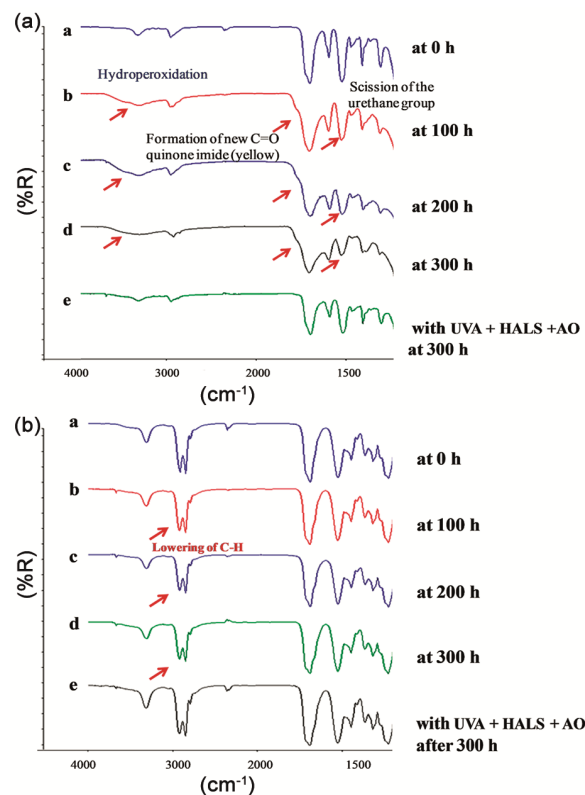 (a)
a
at 0 h
Hydroperoxidation
Scission of the
urethane group
b
at 100 h
Formation of new C=O
quinone imide (yellow)
c
at 200 h
(%R)
d
at 300 h
e
with UVA + HALS +AO
at 300 h
4000 3000 2000 1500
(cm-1)
(b)
a
at 0 h
b
at 100 h
Lowering of C-H
c
at 200 h
(%R)
d
at 300 h
e
with UVA + HALS + AO
after 300 h
4000 3000 2000 1500
(cm-1)